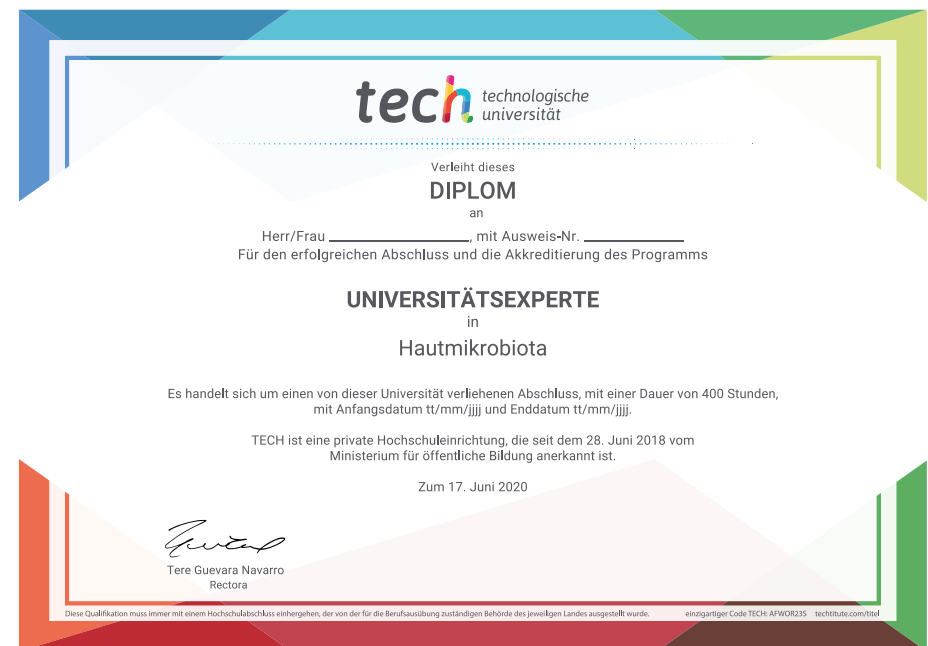 tech technologische
universität
Verleiht dieses
DIPLOM
an
Herr/Frau ____________________, mit Ausweis-Nr. ______________
Für den erfolgreichen Abschluss und die Akkreditierung des Programms
UNIVERSITÄTSEXPERTE
in
Hautmikrobiota
Es handelt sich um einen von dieser Universität verliehenen Abschluss, mit einer Dauer von 400 Stunden,
mit Anfangsdatum tt/mm/jjjj und Enddatum tt/mm/jjjj.
TECH ist eine private Hochschuleinrichtung, die seit dem 28. Juni 2018 vom
Ministerium für öffentliche Bildung anerkannt ist.
Zum 17. Juni 2020
Tere Guevara Navarro
Rectora
Diese Qualifikation muss immer mit einem Hochschulabschluss einhergehen, der von der für die Berufsausübung zuständigen Behörde des jeweiligen Landes ausgestellt wurde. einzigartiger Code TECH: AFWOR23S techtitute.com/titel